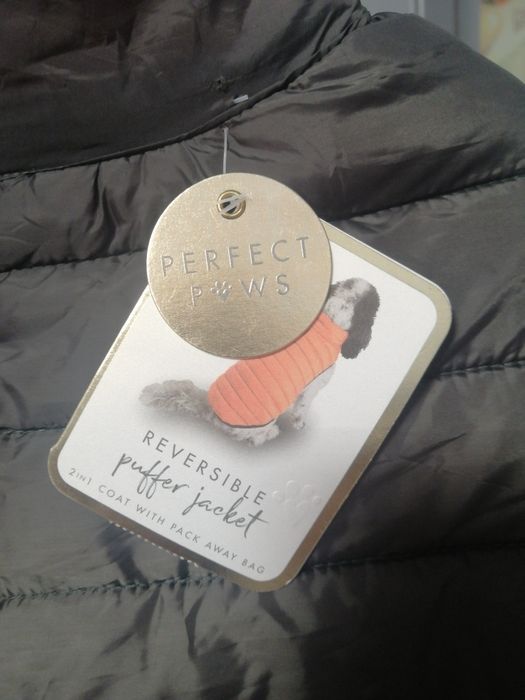 PERFECT
PAWS
REVERSIBLE
puffer jacket
2IN1 COAT WITH PACK AWAY BAG